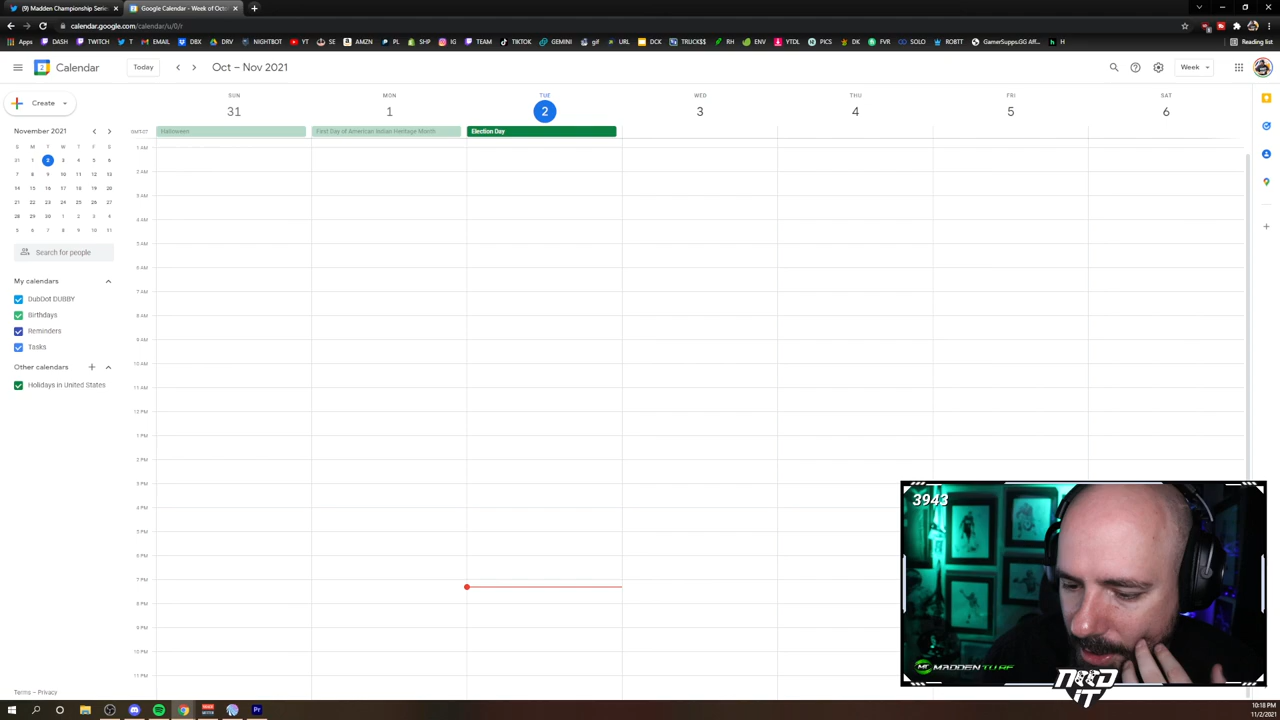 (9) Madden Championship Serie
Google Calendar - Week of Octo
calendar.google.com/calendar/u/0/r
Apps DASH TWITCH T EMAIL DBX DRV NIGHTBOT YT SE AMZN PL SHP IG TEAM TIKTOK GEMINI gif URL DCK TRUCK$$ RH ENV YTDL PICS DK FVR SOLO ROBTT GamerSupps.GG Aff... H Reading list
Calendar Today Oct – Nov 2021 Week
Create
November 2021
S M T W T F S
31 1 2 3 4 5 6
7 8 9 10 11 12 13
14 15 16 17 18 19 20
21 22 23 24 25 26 27
28 29 30 1 2 3 4
5 6 7 8 9 10 11
Search for people
My calendars
DubDot DUBBY
Birthdays
Reminders
Tasks
Other calendars
Holidays in United States
Terms – Privacy
SUN MON TUE WED THU FRI SAT
31 1 2 3 4 5 6
Halloween First Day of American Indian Heritage Month Election Day
1 AM
2 AM
3 AM
4 AM
5 AM
6 AM
7 AM
8 AM
9 AM
10 AM
11 AM
12 PM
1 PM
2 PM
3 PM
4 PM
5 PM
6 PM
7 PM
8 PM
9 PM
10 PM
11 PM
3943
MADDEN TURF
NEED IT
10:18 PM
11/2/2021